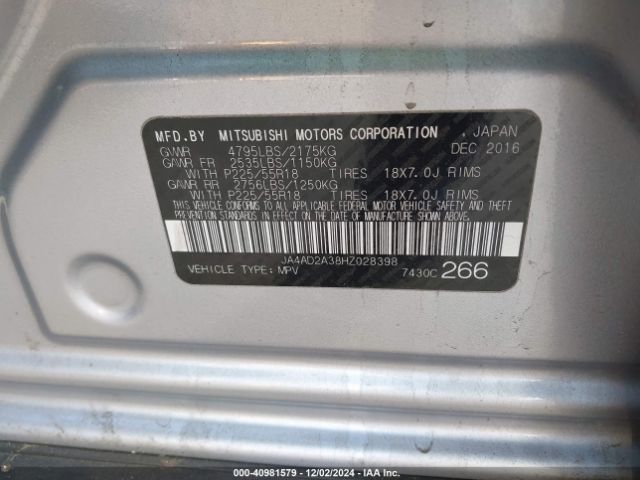 MFD.BY MITSUBISHI MOTORS CORPORATION , JAPAN
GVWR 4795LBS/2175KG DEC 2016
GAWR FR 2535LBS/1150KG
WITH P225/55R18 TIRES 18X7.0J RIMS
GAWR RR 2756LBS/1250KG
WITH P225/55R18 TIRES 18X7.0J RIMS
THIS VEHICLE CONFORMS TO ALL APPLICABLE FEDERAL MOTOR VEHICLE SAFETY AND THEFT
PREVENTION STANDARDS IN EFFECT ON THE DATE OF MANUFACTURE SHOWN ABOVE.
JA4AD2A38HZ028398
VEHICLE TYPE: MPV 7430C 266
000-40981579 - 12/02/2024 - IAA Inc.